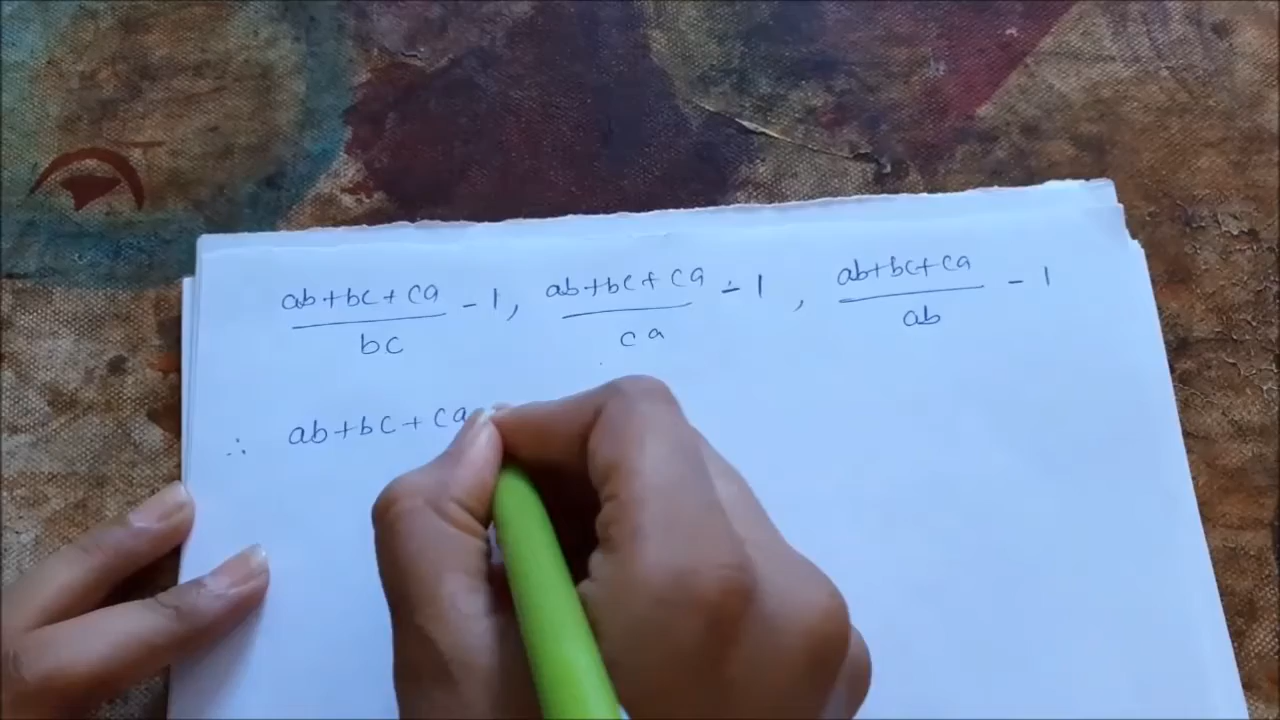 (ab+bc+ca)/bc - 1, (ab+bc+ca)/ca - 1, (ab+bc+ca)/ab - 1
∴ ab+bc+ca